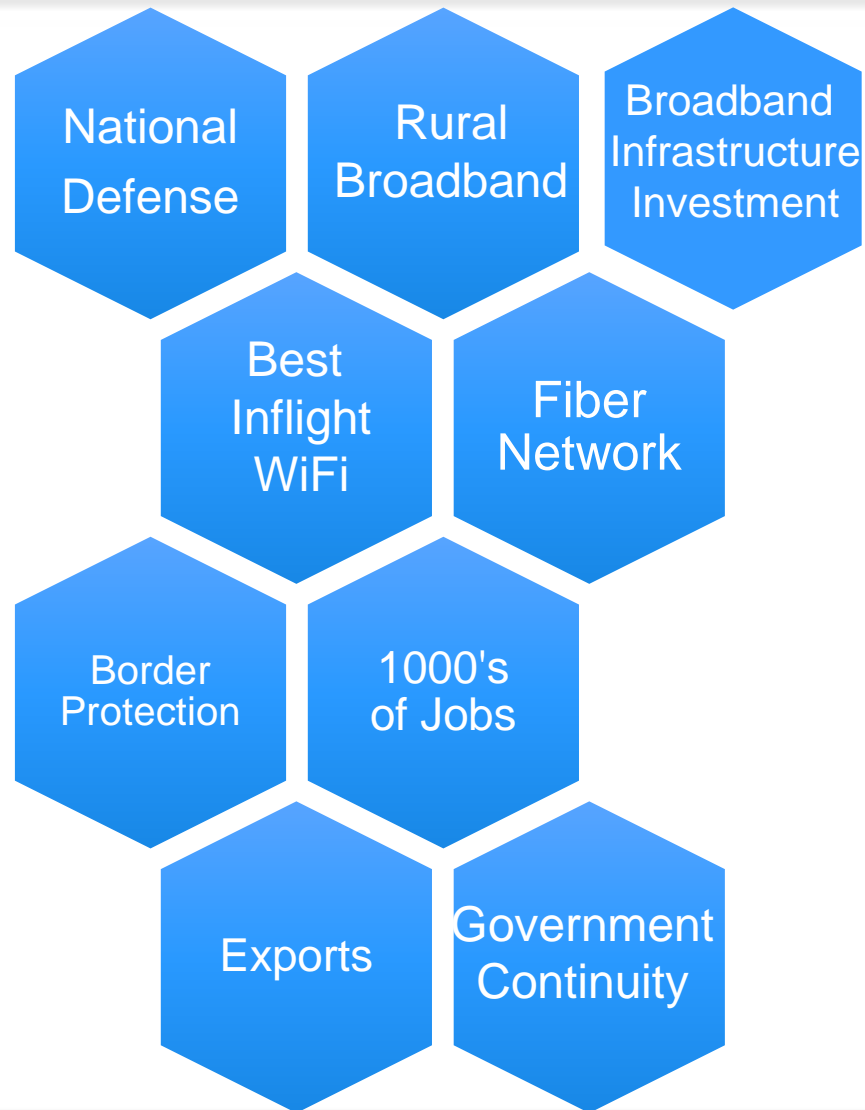 National
Defense
Rural
Broadband
Broadband
Infrastructure
Investment
Best
Inflight
WiFi
Fiber
Network
Border
Protection
1000's
of Jobs
Exports
Government
Continuity